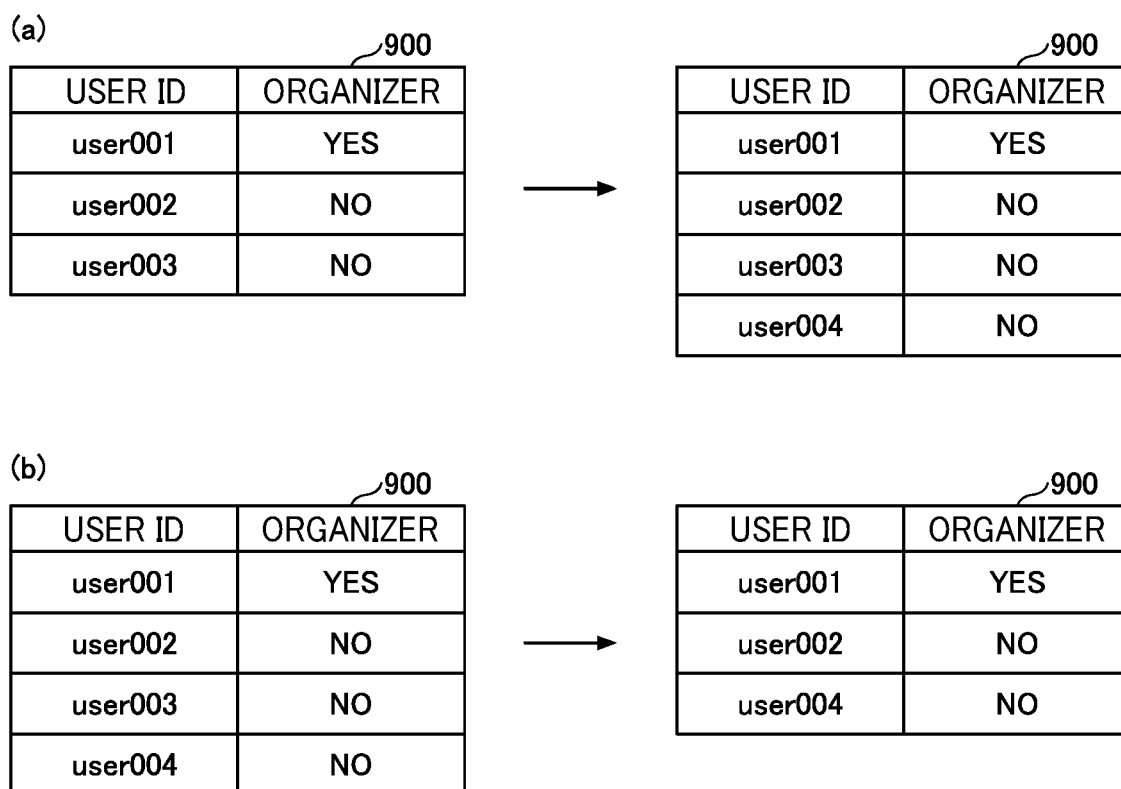 (a)
900
USER ID ORGANIZER
user001 YES
user002 NO
user003 NO
900
USER ID ORGANIZER
user001 YES
user002 NO
user003 NO
user004 NO
(b)
900
USER ID ORGANIZER
user001 YES
user002 NO
user003 NO
user004 NO
900
USER ID ORGANIZER
user001 YES
user002 NO
user004 NO